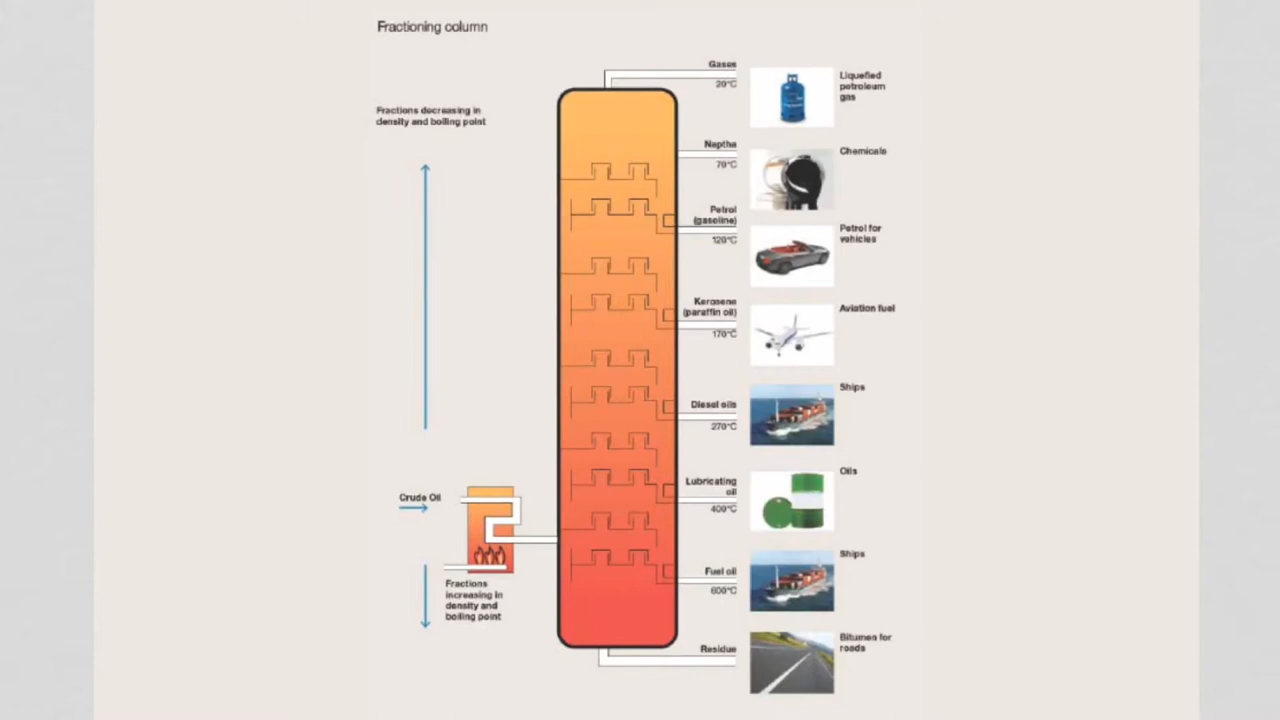 Fractioning column
Gases
20°C
Liquefied
petroleum
gas
Fractions decreasing in
density and boiling point
Naptha
70°C
Chemicals
Petrol
(gasoline)
120°C
Petrol for
vehicles
Kerosene
(paraffin oil)
170°C
Aviation fuel
Diesel oils
270°C
Ships
Lubricating
oil
400°C
Oils
Crude Oil
Fuel oil
600°C
Ships
Fractions
increasing in
density and
boiling point
Residue
Bitumen for
roads